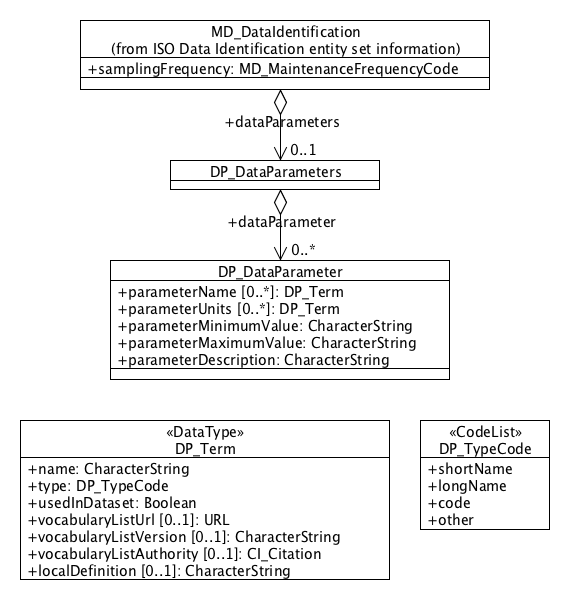 MD_DataIdentification
(from ISO Data Identification entity set information)
+samplingFrequency: MD_MaintenanceFrequencyCode
+dataParameters
0..1
DP_DataParameters
+dataParameter
0..*
DP_DataParameter
+parameterName [0..*]: DP_Term
+parameterUnits [0..*]: DP_Term
+parameterMinimumValue: CharacterString
+parameterMaximumValue: CharacterString
+parameterDescription: CharacterString
«DataType»
DP_Term
+name: CharacterString
+type: DP_TypeCode
+usedInDataset: Boolean
+vocabularyListUrl [0..1]: URL
+vocabularyListVersion [0..1]: CharacterString
+vocabularyListAuthority [0..1]: CI_Citation
+localDefinition [0..1]: CharacterString
«CodeList»
DP_TypeCode
+shortName
+longName
+code
+other